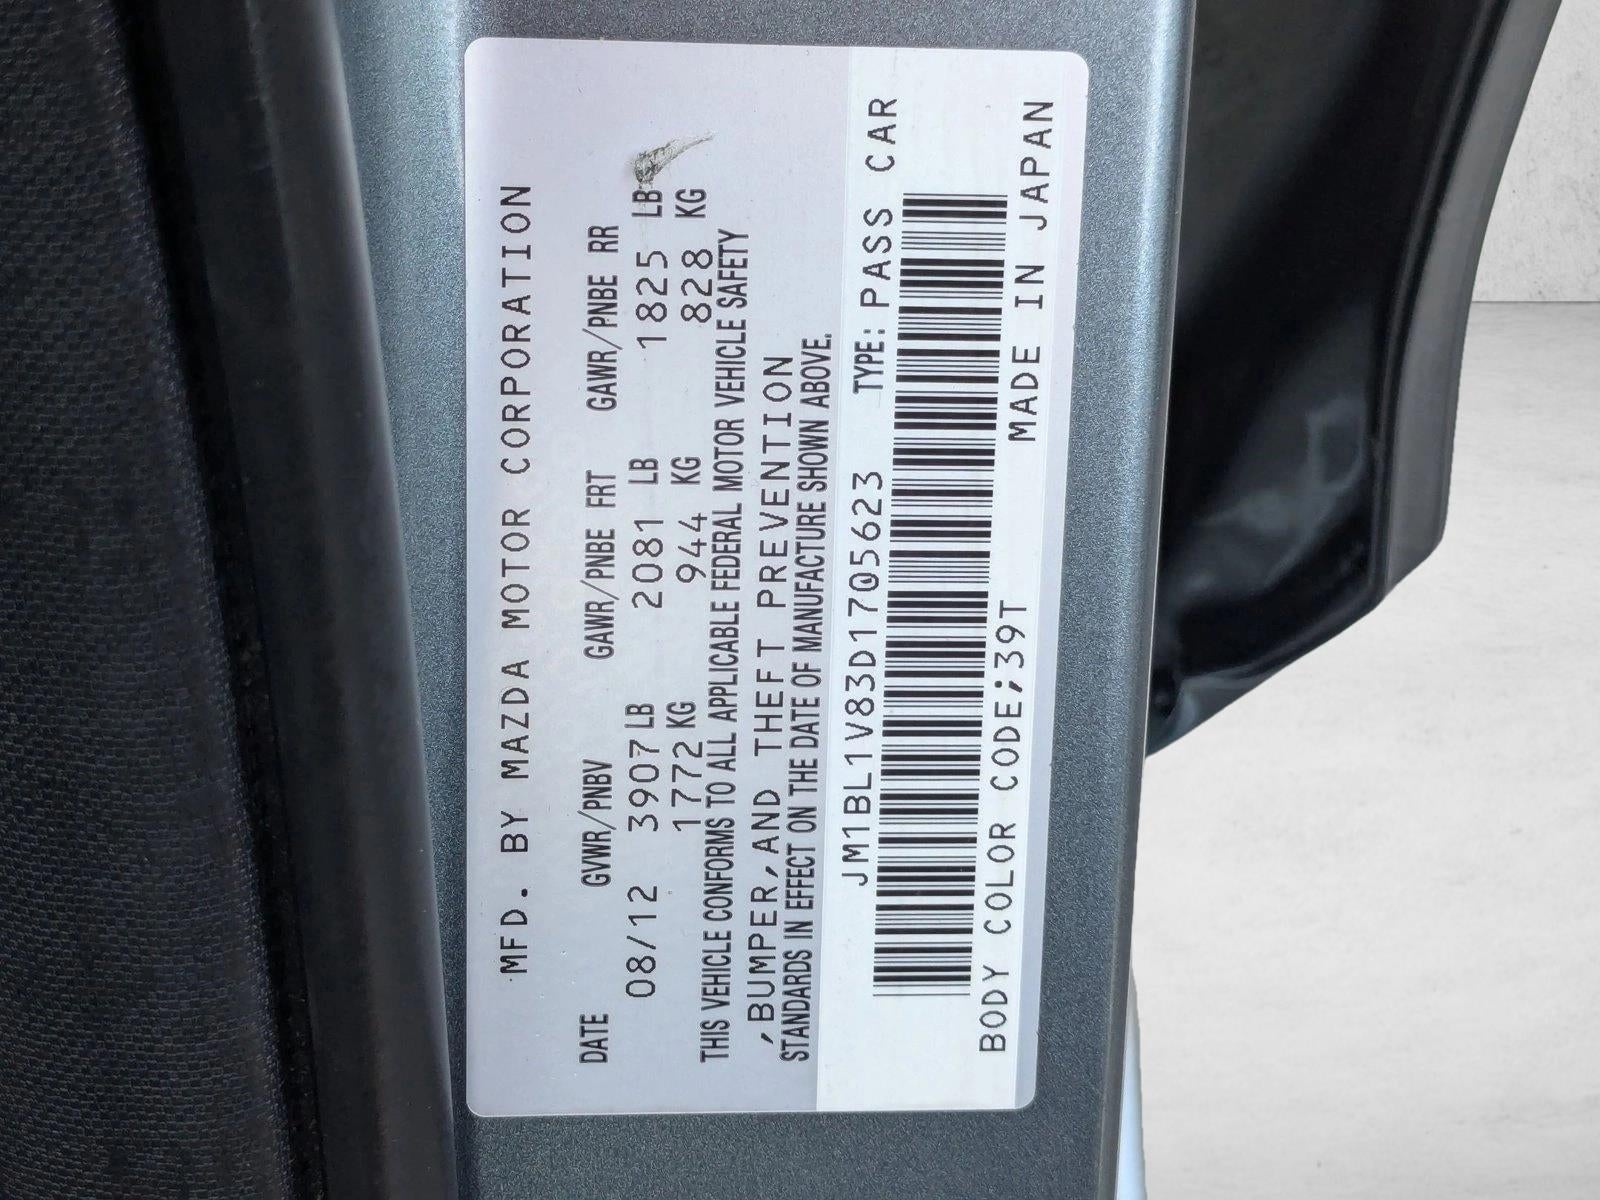 MFD. BY MAZDA MOTOR CORPORATION
DATE GVWR/PNBV GAWR/PNBE FRT GAWR/PNBE RR
08/12 3907 LB 2081 LB 1825 LB
1772 KG 944 KG 828 KG
THIS VEHICLE CONFORMS TO ALL APPLICABLE FEDERAL MOTOR VEHICLE SAFETY
,BUMPER,AND THEFT PREVENTION
STANDARDS IN EFFECT ON THE DATE OF MANUFACTURE SHOWN ABOVE.
JM1BL1V83D1705623 TYPE: PASS CAR
BODY COLOR CODE;39T MADE IN JAPAN